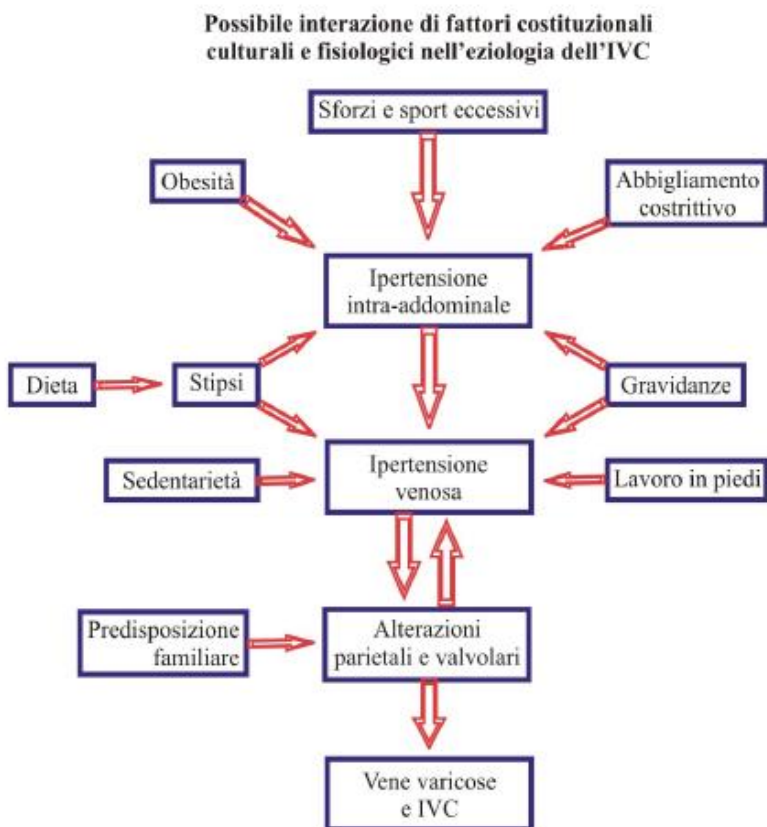 Possibile interazione di fattori costituzionali
culturali e fisiologici nell'eziologia dell'IVC
Sforzi e sport eccessivi
Obesità
Abbigliamento
costrittivo
Ipertensione
intra-addominale
Dieta
Stipsi
Gravidanze
Sedentarietà
Ipertensione
venosa
Lavoro in piedi
Predisposizione
familiare
Alterazioni
parietali e valvolari
Vene varicose
e IVC